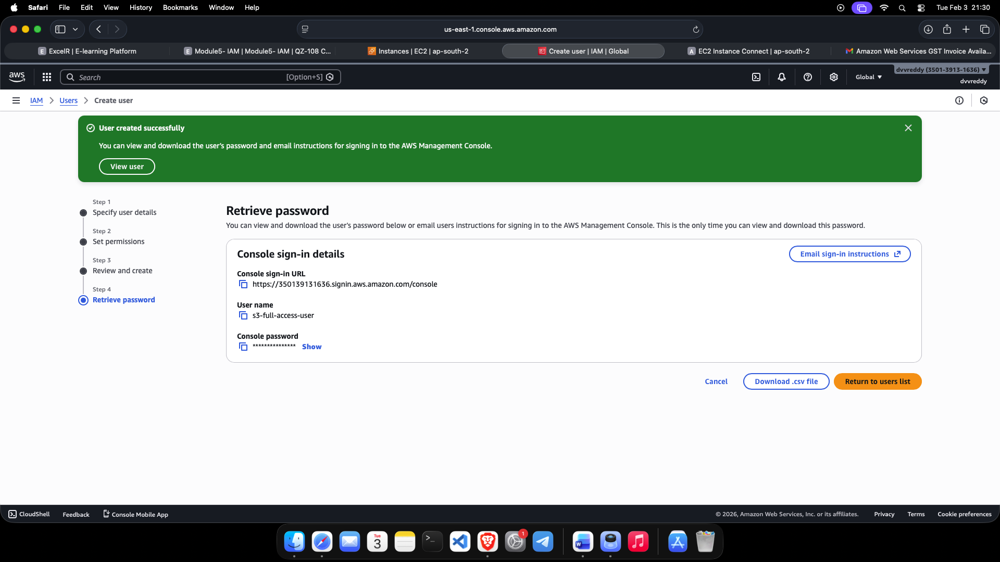 Safari File Edit View History Bookmarks Window Help Tue Feb 3 21:30
us-east-1.console.aws.amazon.com
E ExcelR | E-learning Platform
E Module5- IAM | Module5- IAM | QZ-108 C...
Instances | EC2 | ap-south-2
Create user | IAM | Global
A EC2 Instance Connect | ap-south-2
Amazon Web Services GST Invoice Availa...
aws Search [Option+S] Global dvvreddy (3501-3913-1636)
dvvreddy
IAM Users Create user
User created successfully
You can view and download the user's password and email instructions for signing in to the AWS Management Console.
View user
Step 1
Specify user details
Step 2
Set permissions
Step 3
Review and create
Step 4
Retrieve password
Retrieve password
You can view and download the user's password below or email users instructions for signing in to the AWS Management Console. This is the only time you can view and download this password.
Console sign-in details
Email sign-in instructions
Console sign-in URL
https://350139131636.signin.aws.amazon.com/console
User name
s3-full-access-user
Console password
*************** Show
Cancel Download .csv file Return to users list
CloudShell Feedback Console Mobile App © 2026, Amazon Web Services, Inc. or its affiliates. Privacy Terms Cookie preferences
Tue
3
1
W